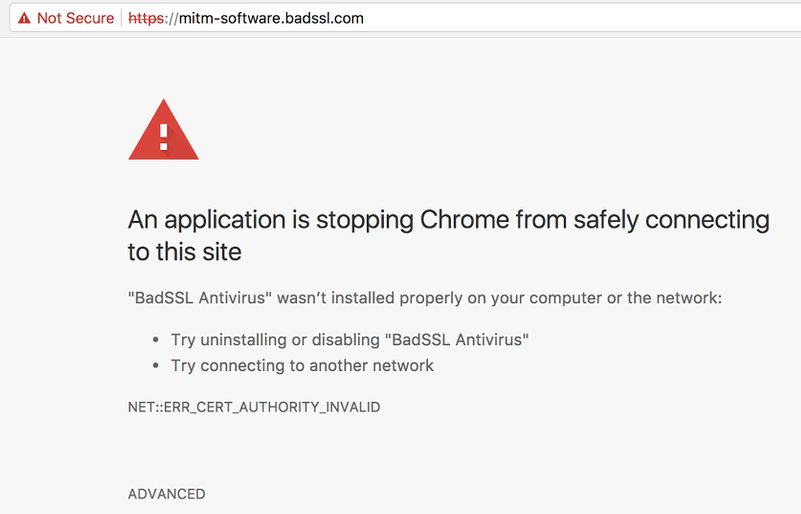 Not Secure https://mitm-software.badssl.com
An application is stopping Chrome from safely connecting
to this site
"BadSSL Antivirus" wasn’t installed properly on your computer or the network:
• Try uninstalling or disabling "BadSSL Antivirus"
• Try connecting to another network
NET::ERR_CERT_AUTHORITY_INVALID
ADVANCED